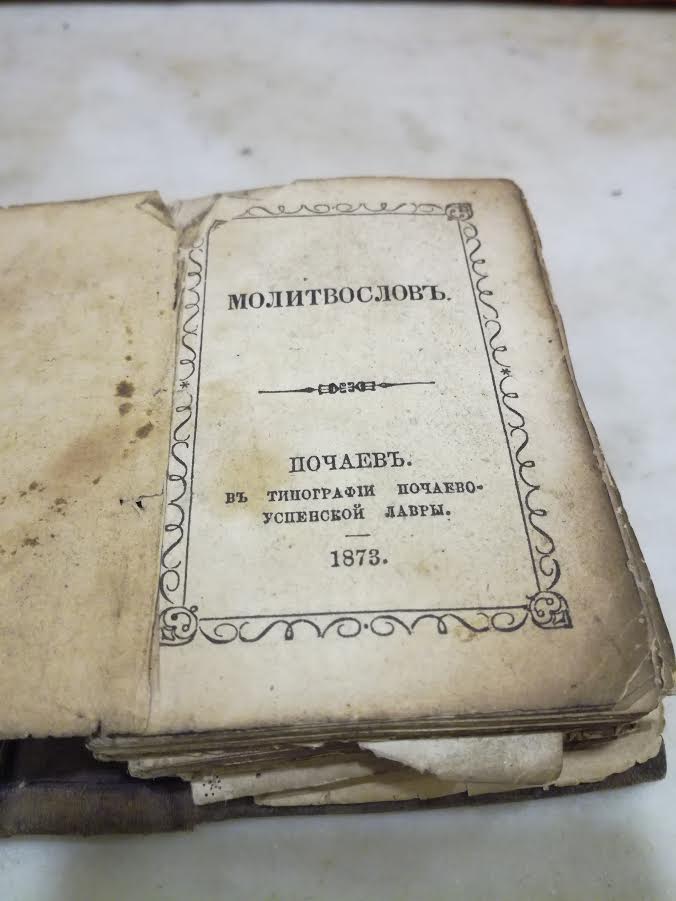 МОЛИТВОСЛОВЪ.
ПОЧАЕВЪ.
ВЪ ТИПОГРАФІИ ПОЧАЕВО-
УСПЕНСКОЙ ЛАВРЫ.
1873.